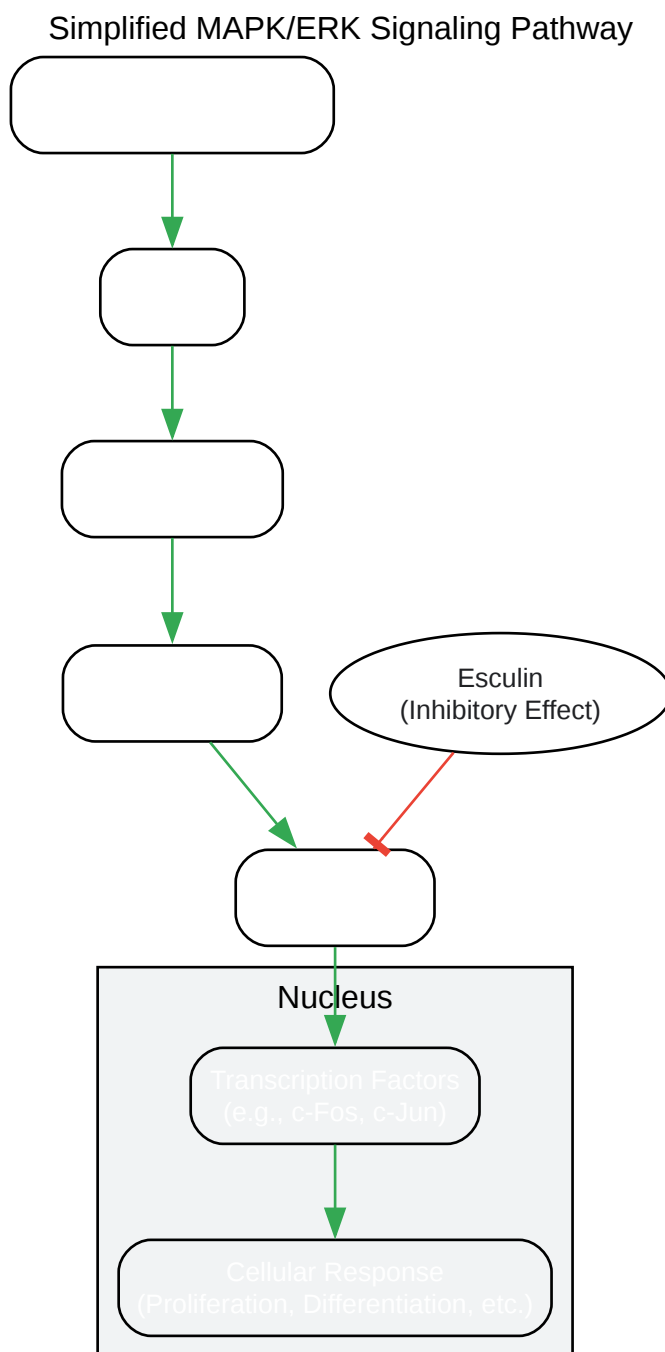 Simplified MAPK/ERK Signaling Pathway
Esculin
(Inhibitory Effect)
Nucleus
Transcription Factors
(e.g., c-Fos, c-Jun)
Cellular Response
(Proliferation, Differentiation, etc.)